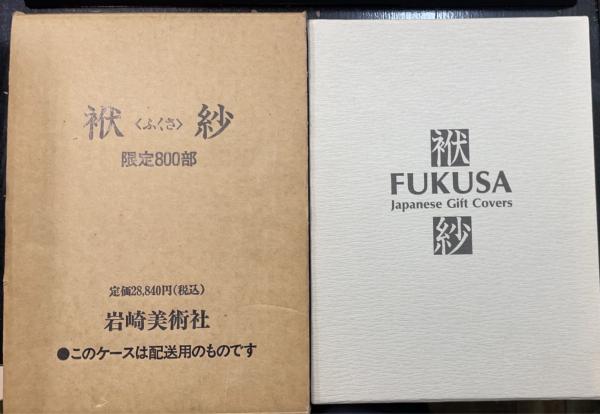 袱〈ふくさ〉紗
限定800部
定価28,840円(税込)
岩崎美術社
●このケースは配送用のものです
袱
FUKUSA
Japanese Gift Covers
紗